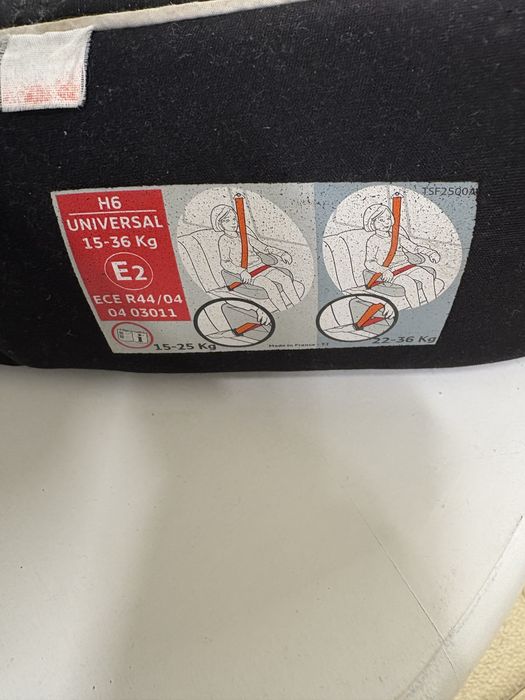 H6
UNIVERSAL
15-36 Kg
E2
ECE R44/04
04 03011
i
15-25 Kg
Made in France - TT
22-36 Kg